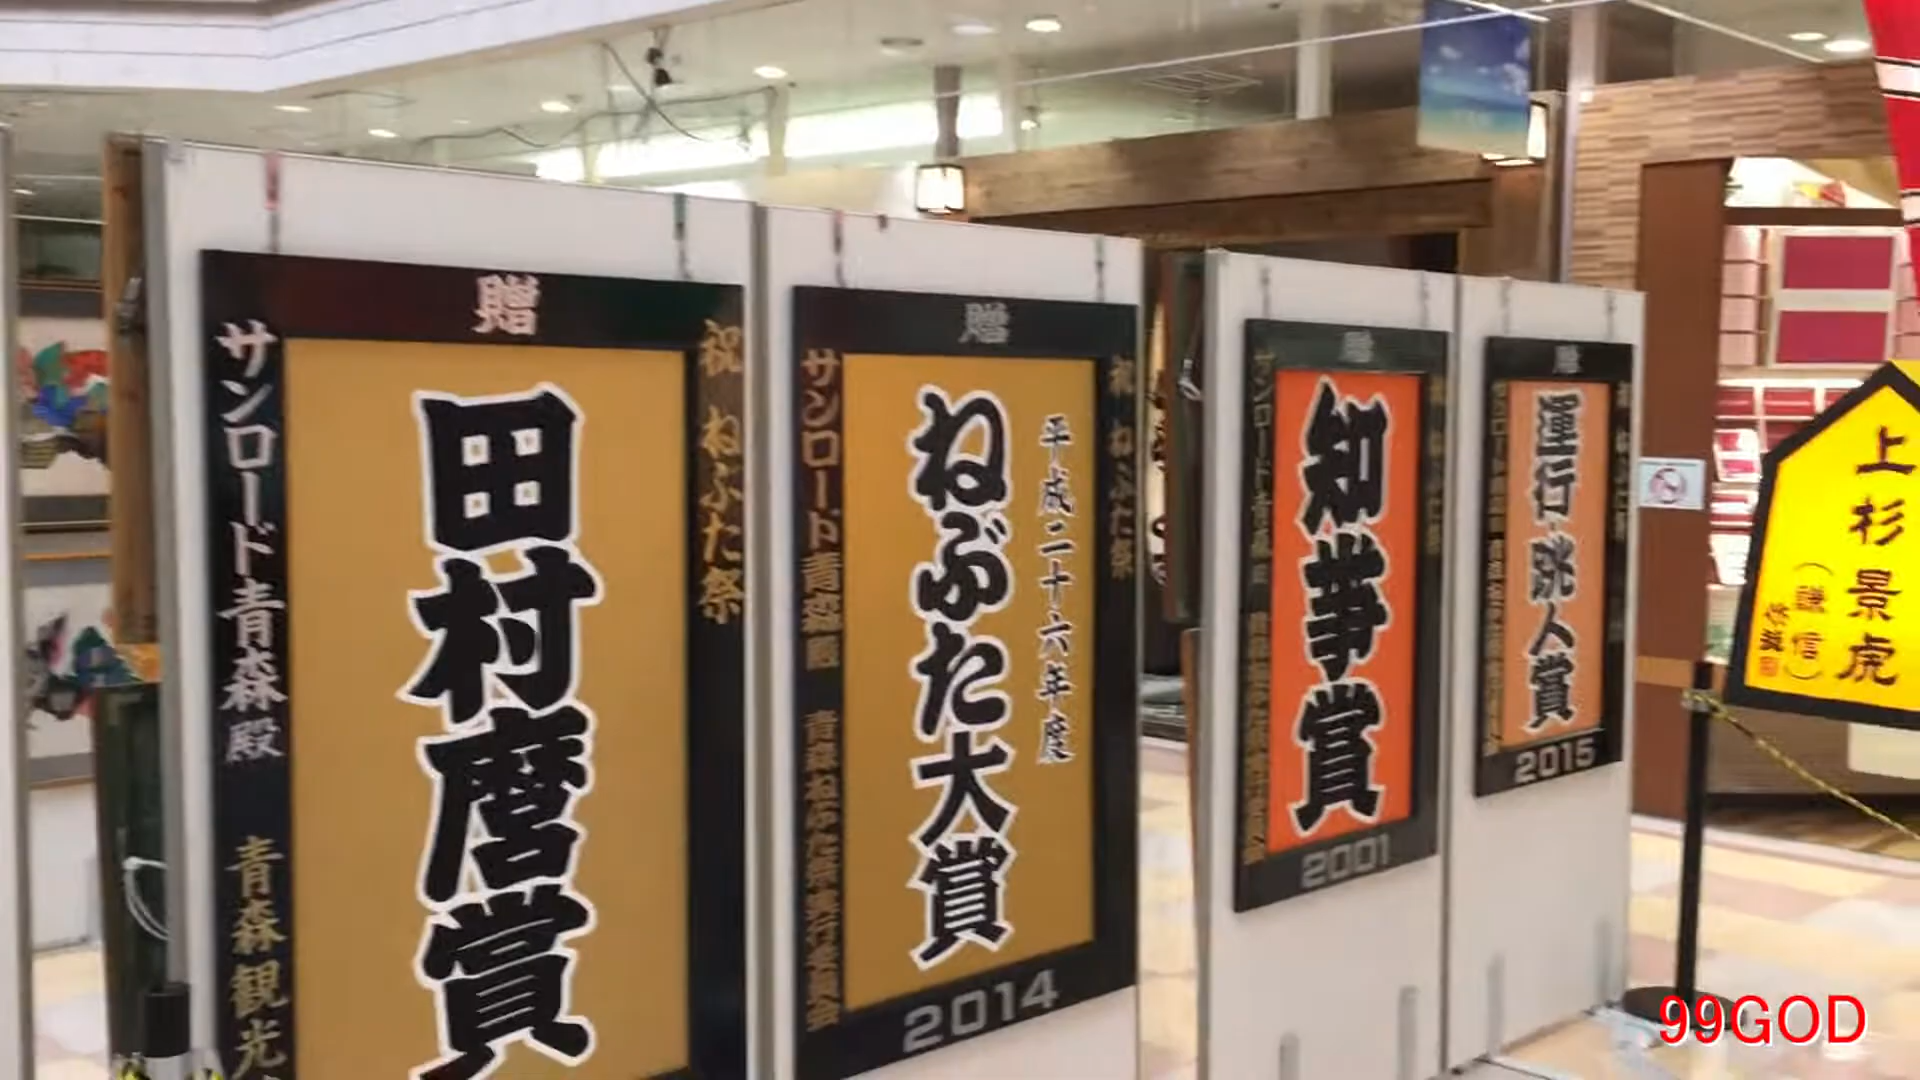 贈
サンロード青森殿
青森観光
祝 ねぶた祭
田村麿賞
贈
サンロード青森殿 青森ねぶた祭実行委員会
祝 ねぶた祭
平成二十六年度
ねぶた大賞
2014
贈
知事賞
2001
贈
運行・跳人賞
2015
上杉景虎
(謙信)
99GOD